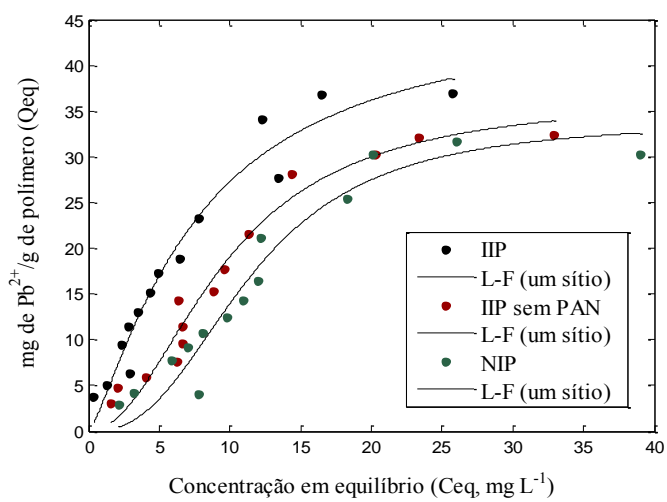 45
40
35
30
25
20
15
10
5
0
mg de Pb²⁺/g de polímero (Qeq)
0 5 10 15 20 25 30 35 40
Concentração em equilíbrio (Ceq, mg L⁻¹)
IIP
L-F (um sítio)
IIP sem PAN
L-F (um sítio)
NIP
L-F (um sítio)